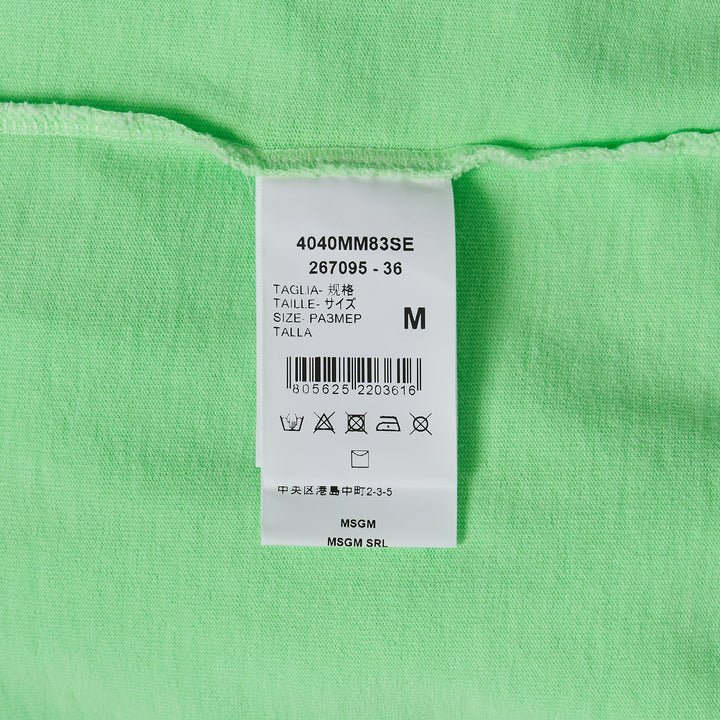 4040MM83SE
267095 - 36
TAGLIA- 规格
TAILLE- サイズ
SIZE- PA3MEP
TALLA
M
805625 2203616
中央区港島中町2-3-5
MSGM
MSGM SRL